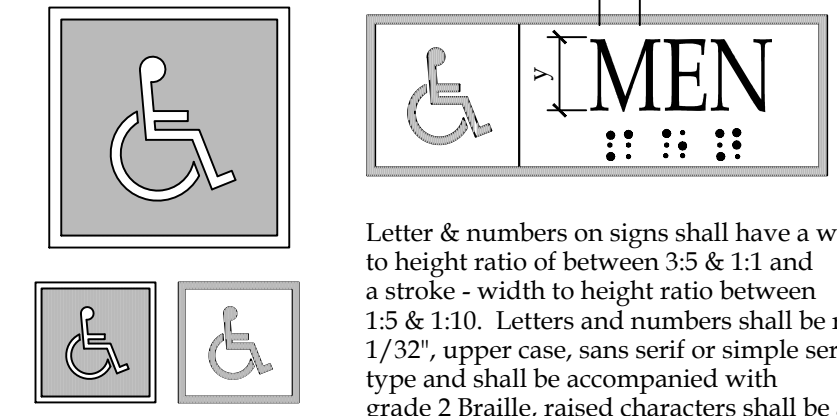 MEN
y
Letter & numbers on signs shall have a
to height ratio of between 3:5 & 1:1 and
a stroke - width to height ratio between
1:5 & 1:10.  Letters and numbers shall be
1/32", upper case, sans serif or simple
type and shall be accompanied with
grade 2 Braille, raised characters shall be